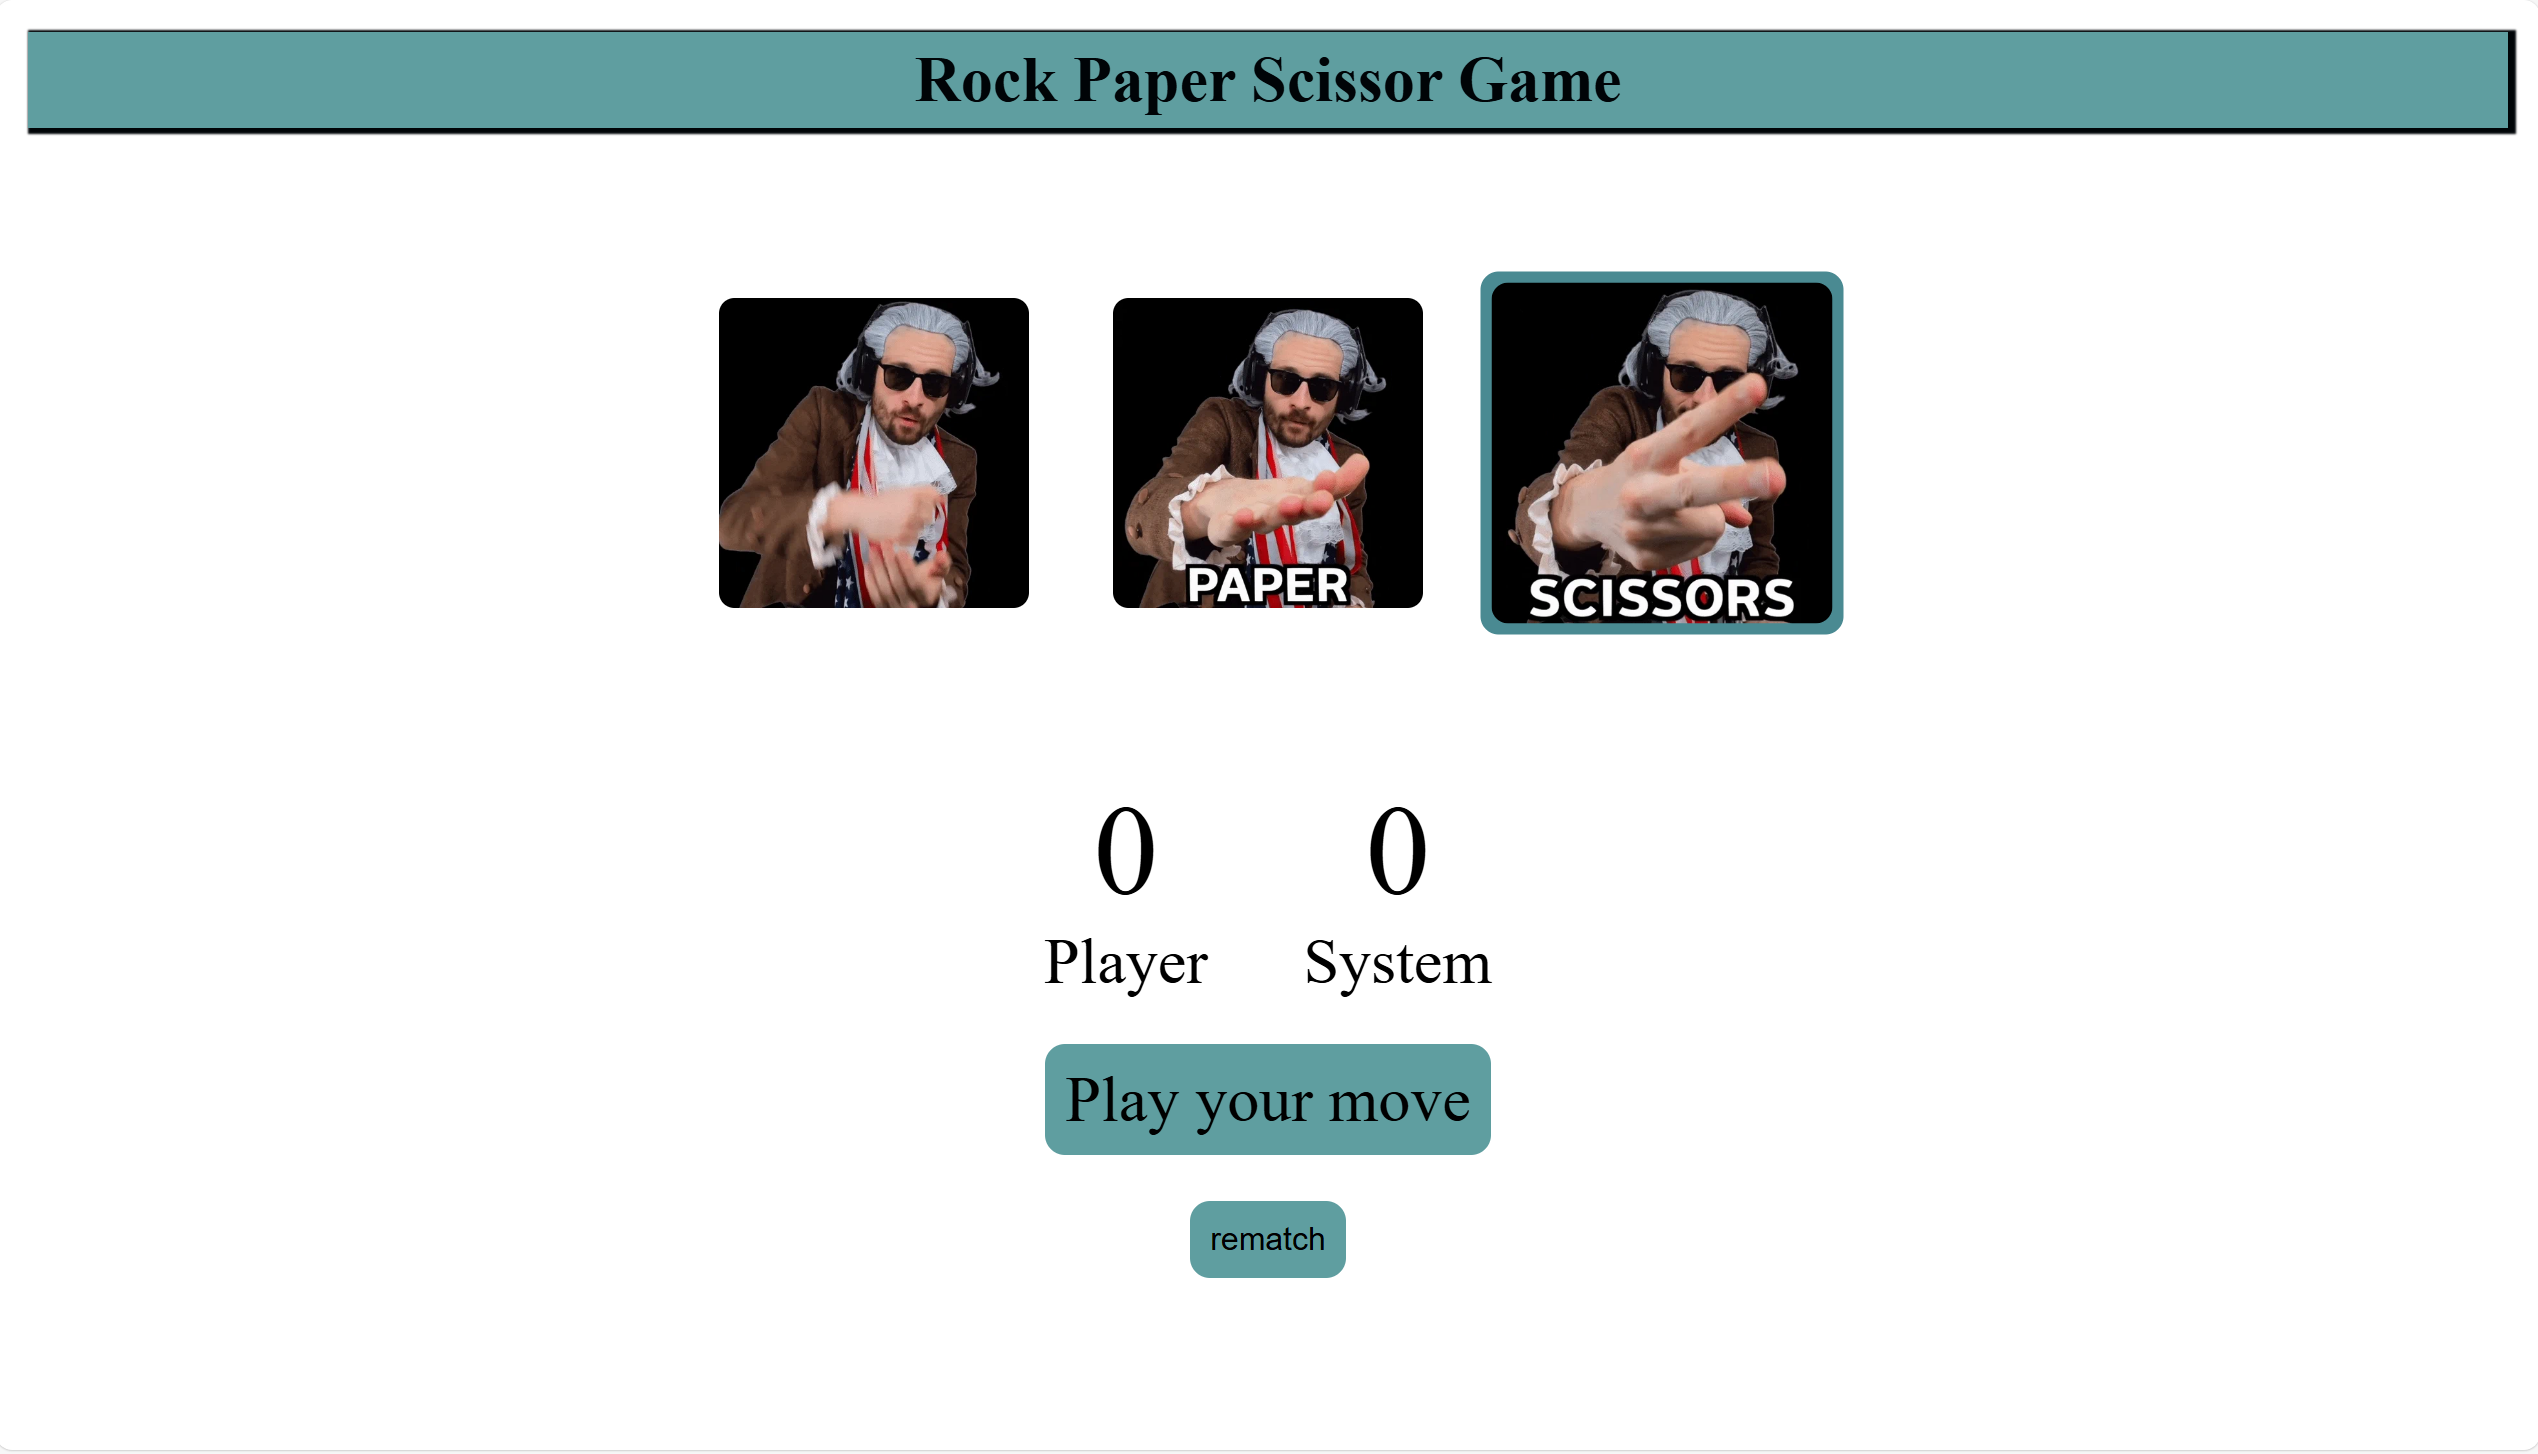 Rock Paper Scissor Game
PAPER
SCISSORS
0 0
Player System
Play your move
rematch